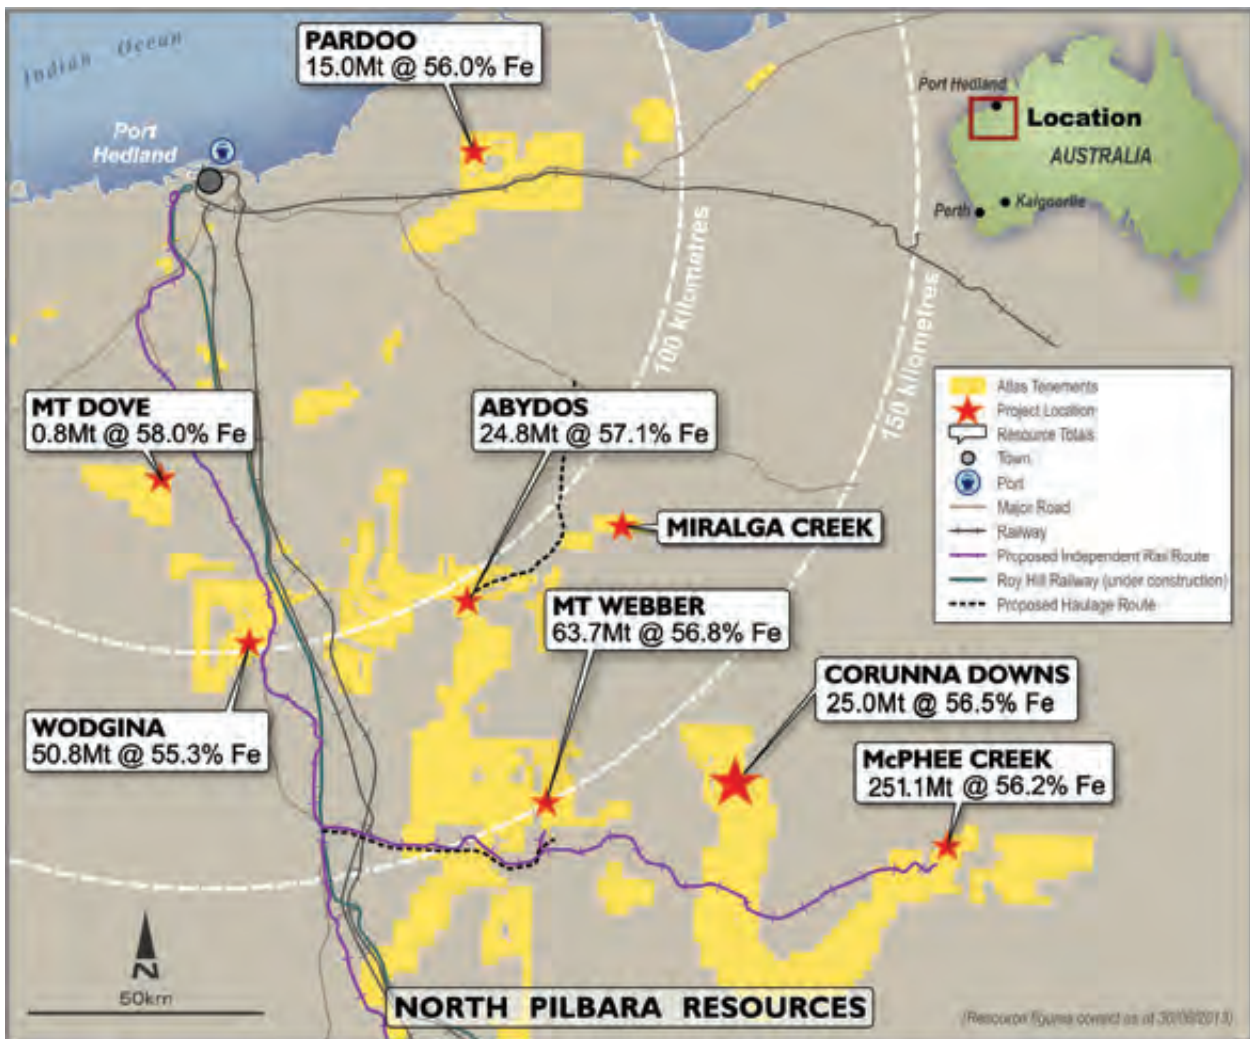 Indian Ocean
PARDOO
15.0Mt @ 56.0% Fe
Port
Hedland
Port Hedland
Location
AUSTRALIA
Perth
Kalgoorlie
100 kilometres
150 kilometres
MT DOVE
0.8Mt @ 58.0% Fe
ABYDOS
24.8Mt @ 57.1% Fe
Atlas Tenements
Project Location
Resource Totals
Town
Port
Major Road
Railway
Proposed Independent Rail Route
Roy Hill Railway (under construction)
Proposed Haulage Route
MIRALGA CREEK
MT WEBBER
63.7Mt @ 56.8% Fe
CORUNNA DOWNS
25.0Mt @ 56.5% Fe
WODGINA
50.8Mt @ 55.3% Fe
McPHEE CREEK
251.1Mt @ 56.2% Fe
N
50km
NORTH PILBARA RESOURCES
(Resource figures correct as at 30/06/2013)